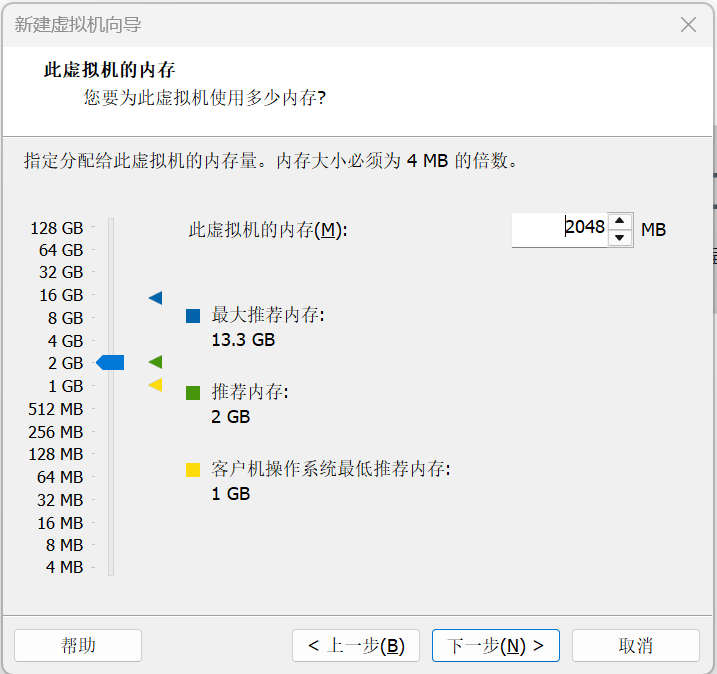 新建虚拟机向导
此虚拟机的内存
您要为此虚拟机使用多少内存?
指定分配给此虚拟机的内存量。内存大小必须为 4 MB 的倍数。
128 GB
64 GB
32 GB
16 GB
8 GB
4 GB
2 GB
1 GB
512 MB
256 MB
128 MB
64 MB
32 MB
16 MB
8 MB
4 MB
此虚拟机的内存(M): 2048 MB
最大推荐内存:
13.3 GB
推荐内存:
2 GB
客户机操作系统最低推荐内存:
1 GB
帮助 < 上一步(B) 下一步(N) > 取消